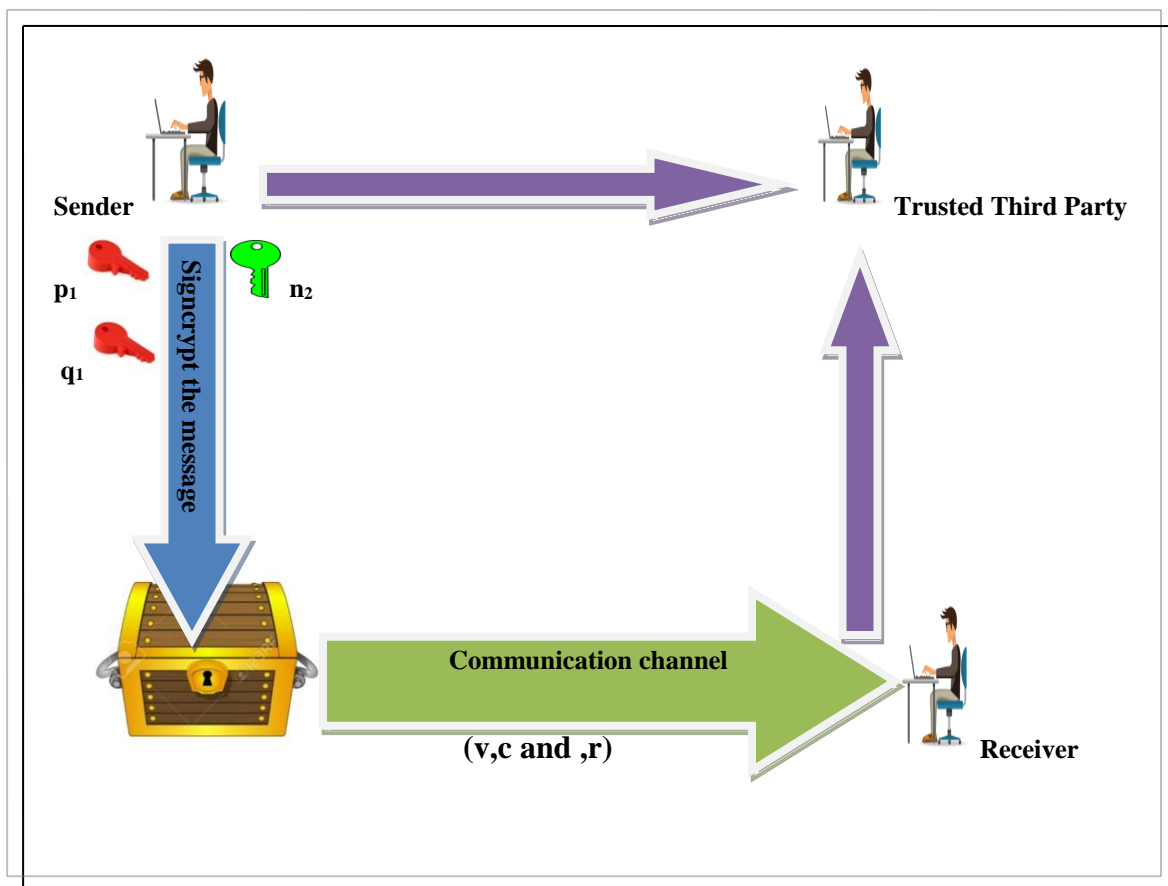 Sender
Trusted Third Party
p₁
n₂
q₁
Signcrypt the message
Communication channel
(v,c and ,r)
Receiver